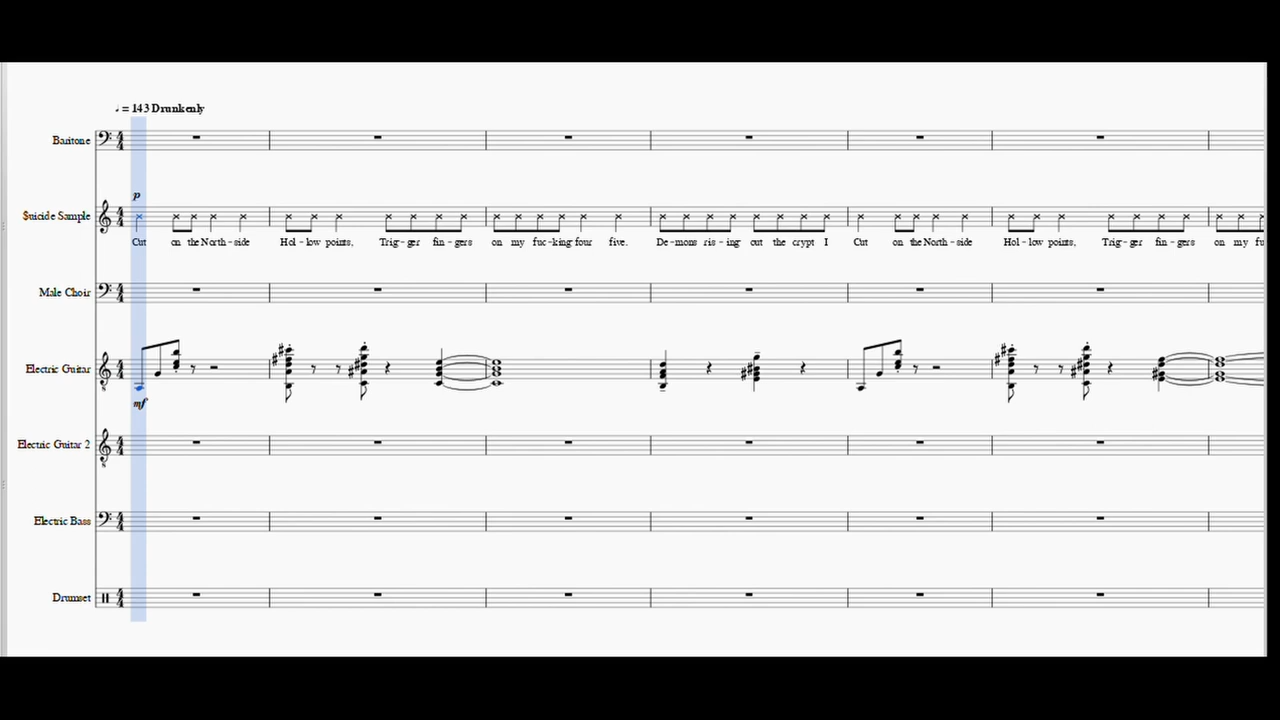 ♩ = 143 Drunkenly
Baritone
p
$uicide Sample
Cut on the North-side Hol-low points, Trig-ger fin-gers on my fuc-king four five. De-mons ris-ing out the crypt I Cut on the North-side Hol-low points, Trig-ger fin-gers on my fu
Male Choir
Electric Guitar
mf
Electric Guitar 2
Electric Bass
Drumset